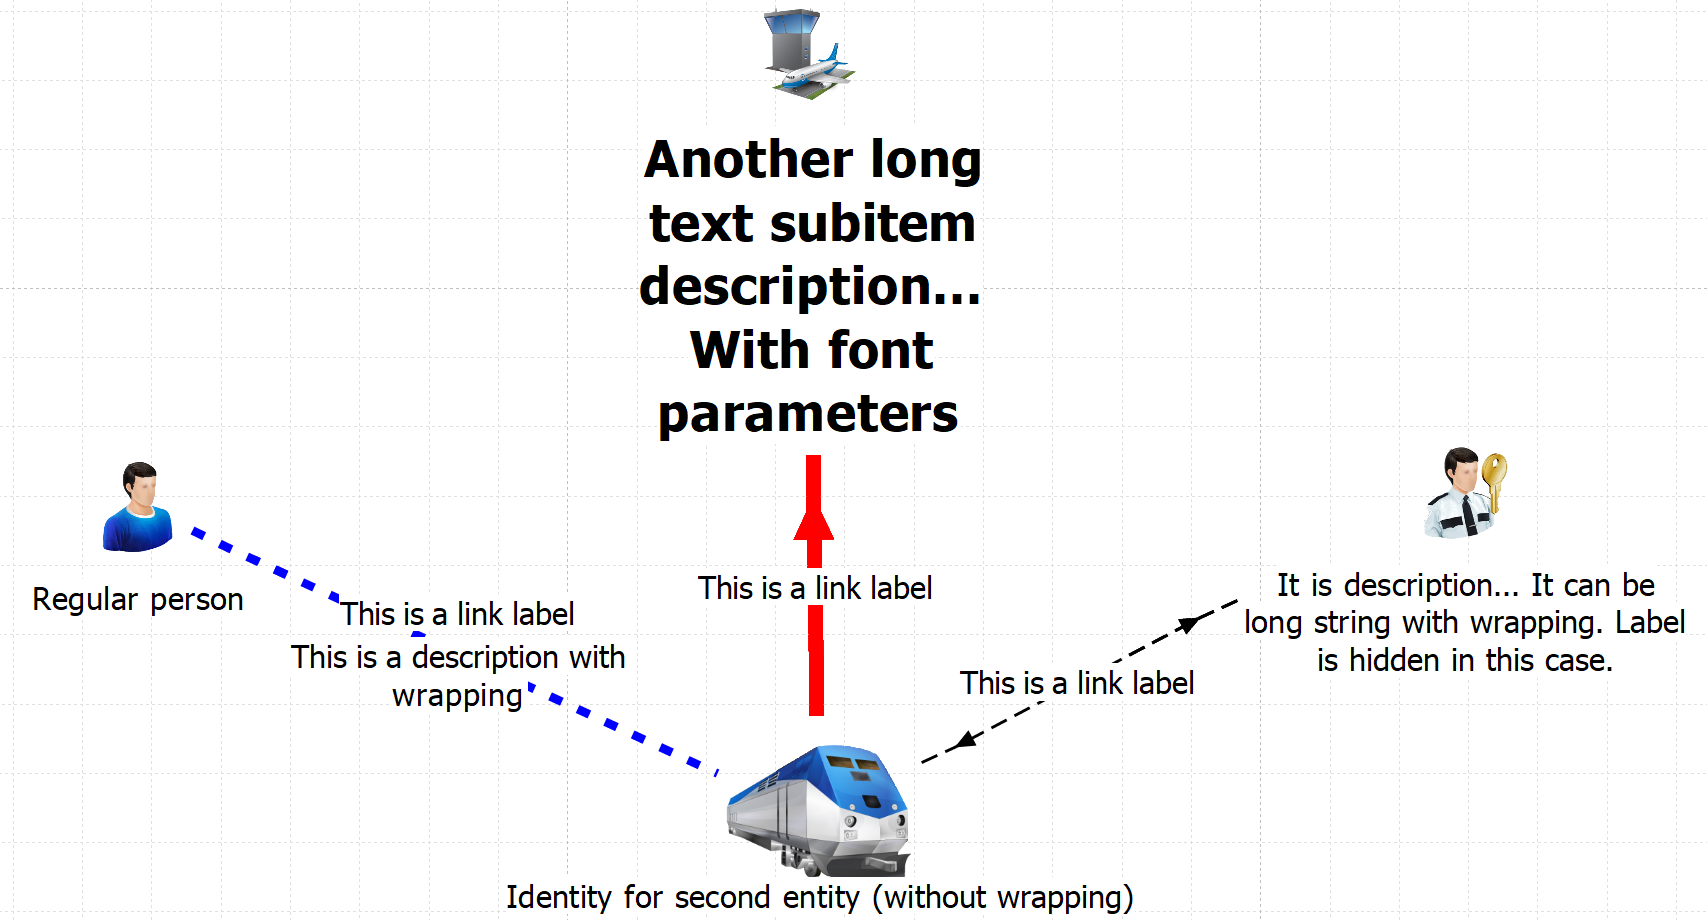 Another long
text subitem
description...
With font
parameters
Regular person
This is a link label
This is a description with
wrapping
This is a link label
It is description... It can be
long string with wrapping. Label
is hidden in this case.
This is a link label
Identity for second entity (without wrapping)